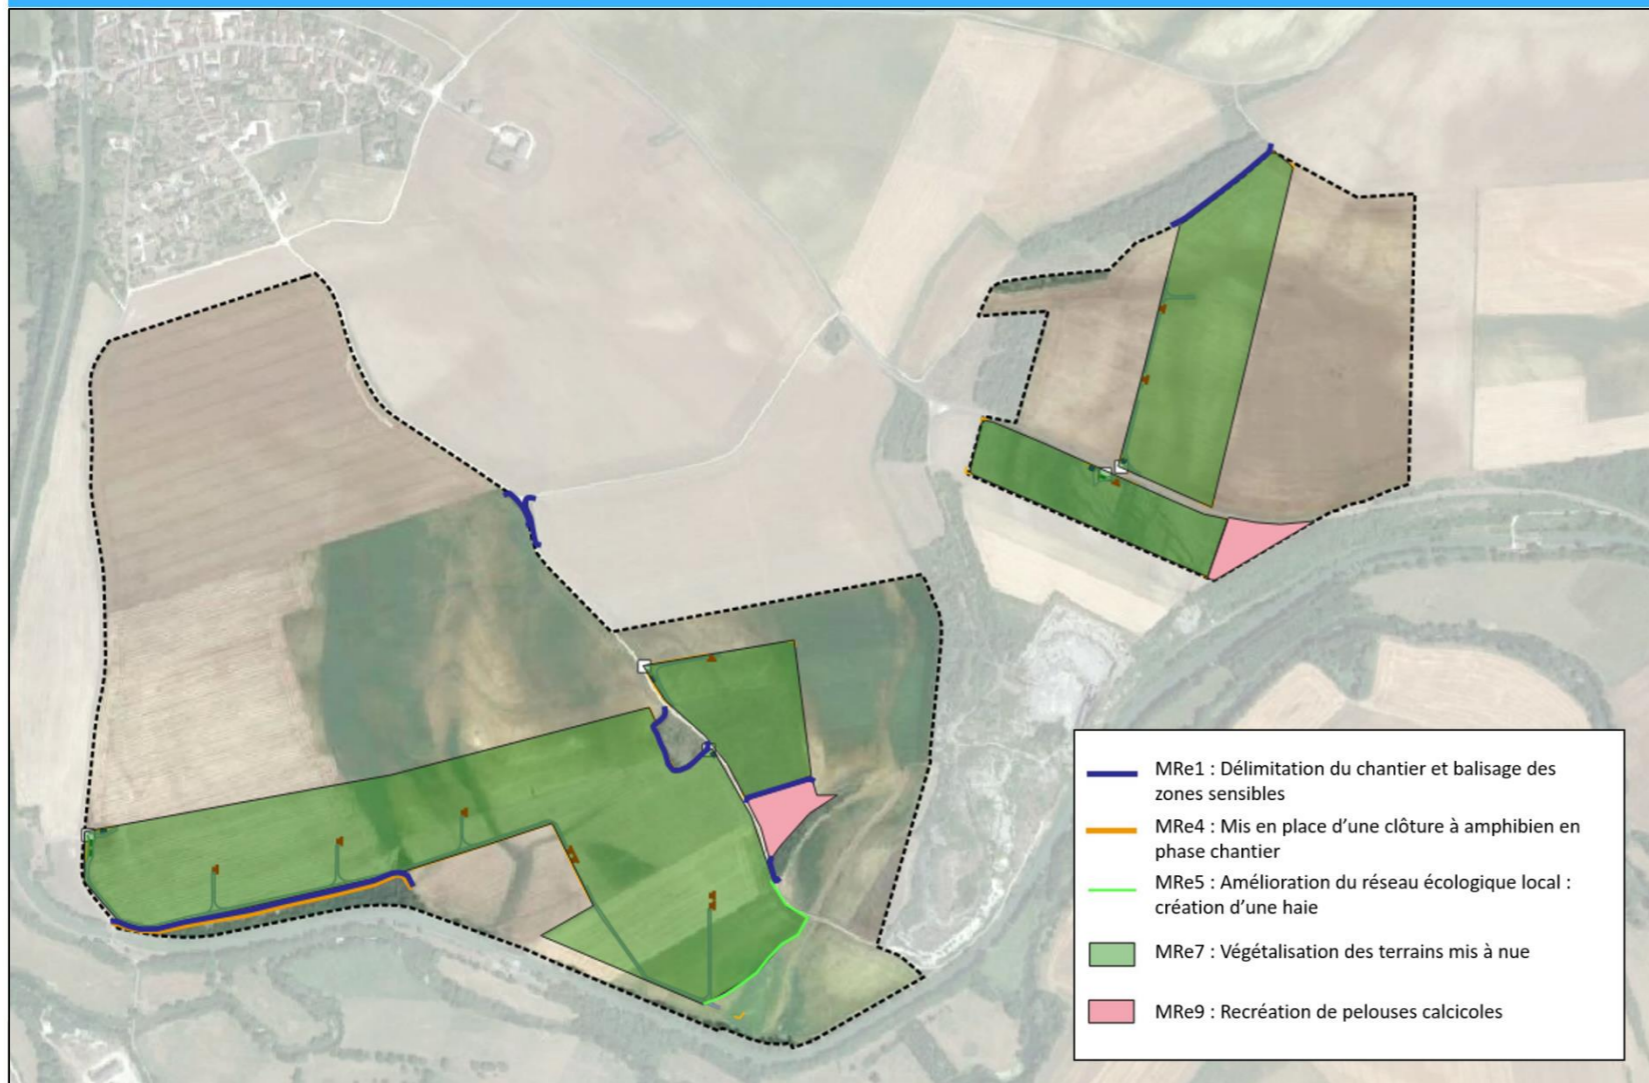 MRe1 : Délimitation du chantier et balisage des
zones sensibles
MRe4 : Mis en place d’une clôture à amphibien en
phase chantier
MRe5 : Amélioration du réseau écologique local :
création d’une haie
MRe7 : Végétalisation des terrains mis à nue
MRe9 : Recréation de pelouses calcicoles